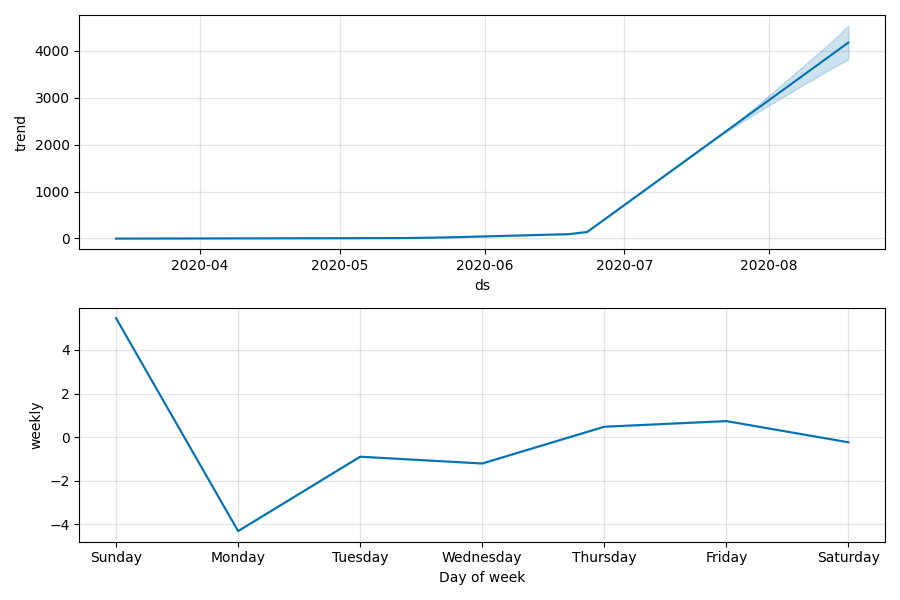 4000
3000
2000
1000
0
trend
2020-04 2020-05 2020-06 2020-07 2020-08
ds
4
2
0
−2
−4
weekly
Sunday Monday Tuesday Wednesday Thursday Friday Saturday
Day of week